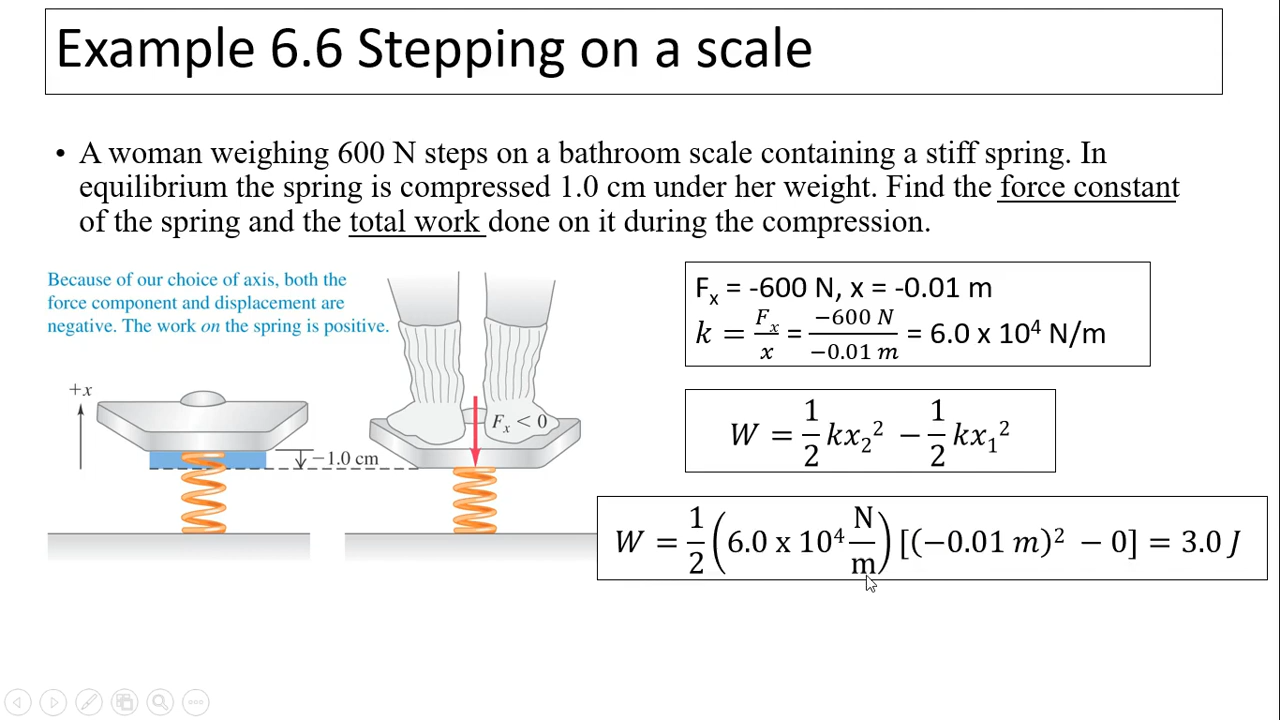 Example 6.6 Stepping on a scale
• A woman weighing 600 N steps on a bathroom scale containing a stiff spring. In
equilibrium the spring is compressed 1.0 cm under her weight. Find the force constant
of the spring and the total work done on it during the compression.
Because of our choice of axis, both the
force component and displacement are
negative. The work on the spring is positive.
+x
−1.0 cm
Fₓ < 0
Fₓ = -600 N, x = -0.01 m
k = Fₓ/x = −600 N/−0.01 m = 6.0 x 10⁴ N/m
W = 1/2 kx₂² − 1/2 kx₁²
W = 1/2 (6.0 x 10⁴ N/m) [(−0.01 m)² − 0] = 3.0 J